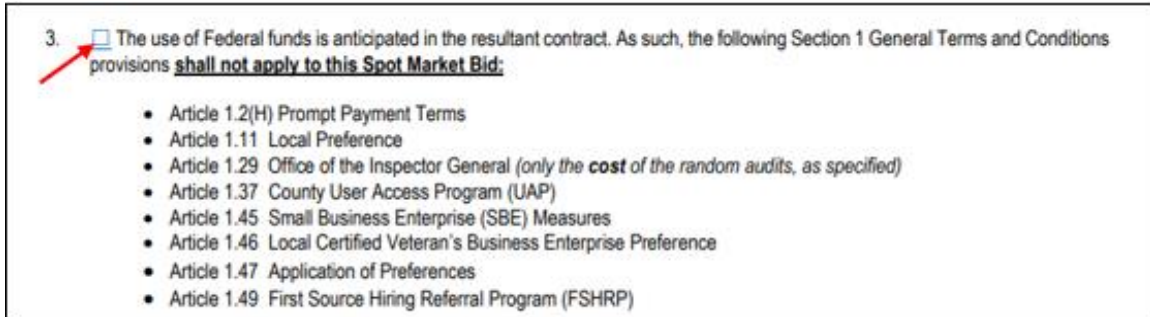 3. ☐ The use of Federal funds is anticipated in the resultant contract. As such, the following Section 1 General Terms and Conditions
provisions shall not apply to this Spot Market Bid:
• Article 1.2(H) Prompt Payment Terms
• Article 1.11 Local Preference
• Article 1.29 Office of the Inspector General (only the cost of the random audits, as specified)
• Article 1.37 County User Access Program (UAP)
• Article 1.45 Small Business Enterprise (SBE) Measures
• Article 1.46 Local Certified Veteran's Business Enterprise Preference
• Article 1.47 Application of Preferences
• Article 1.49 First Source Hiring Referral Program (FSHRP)